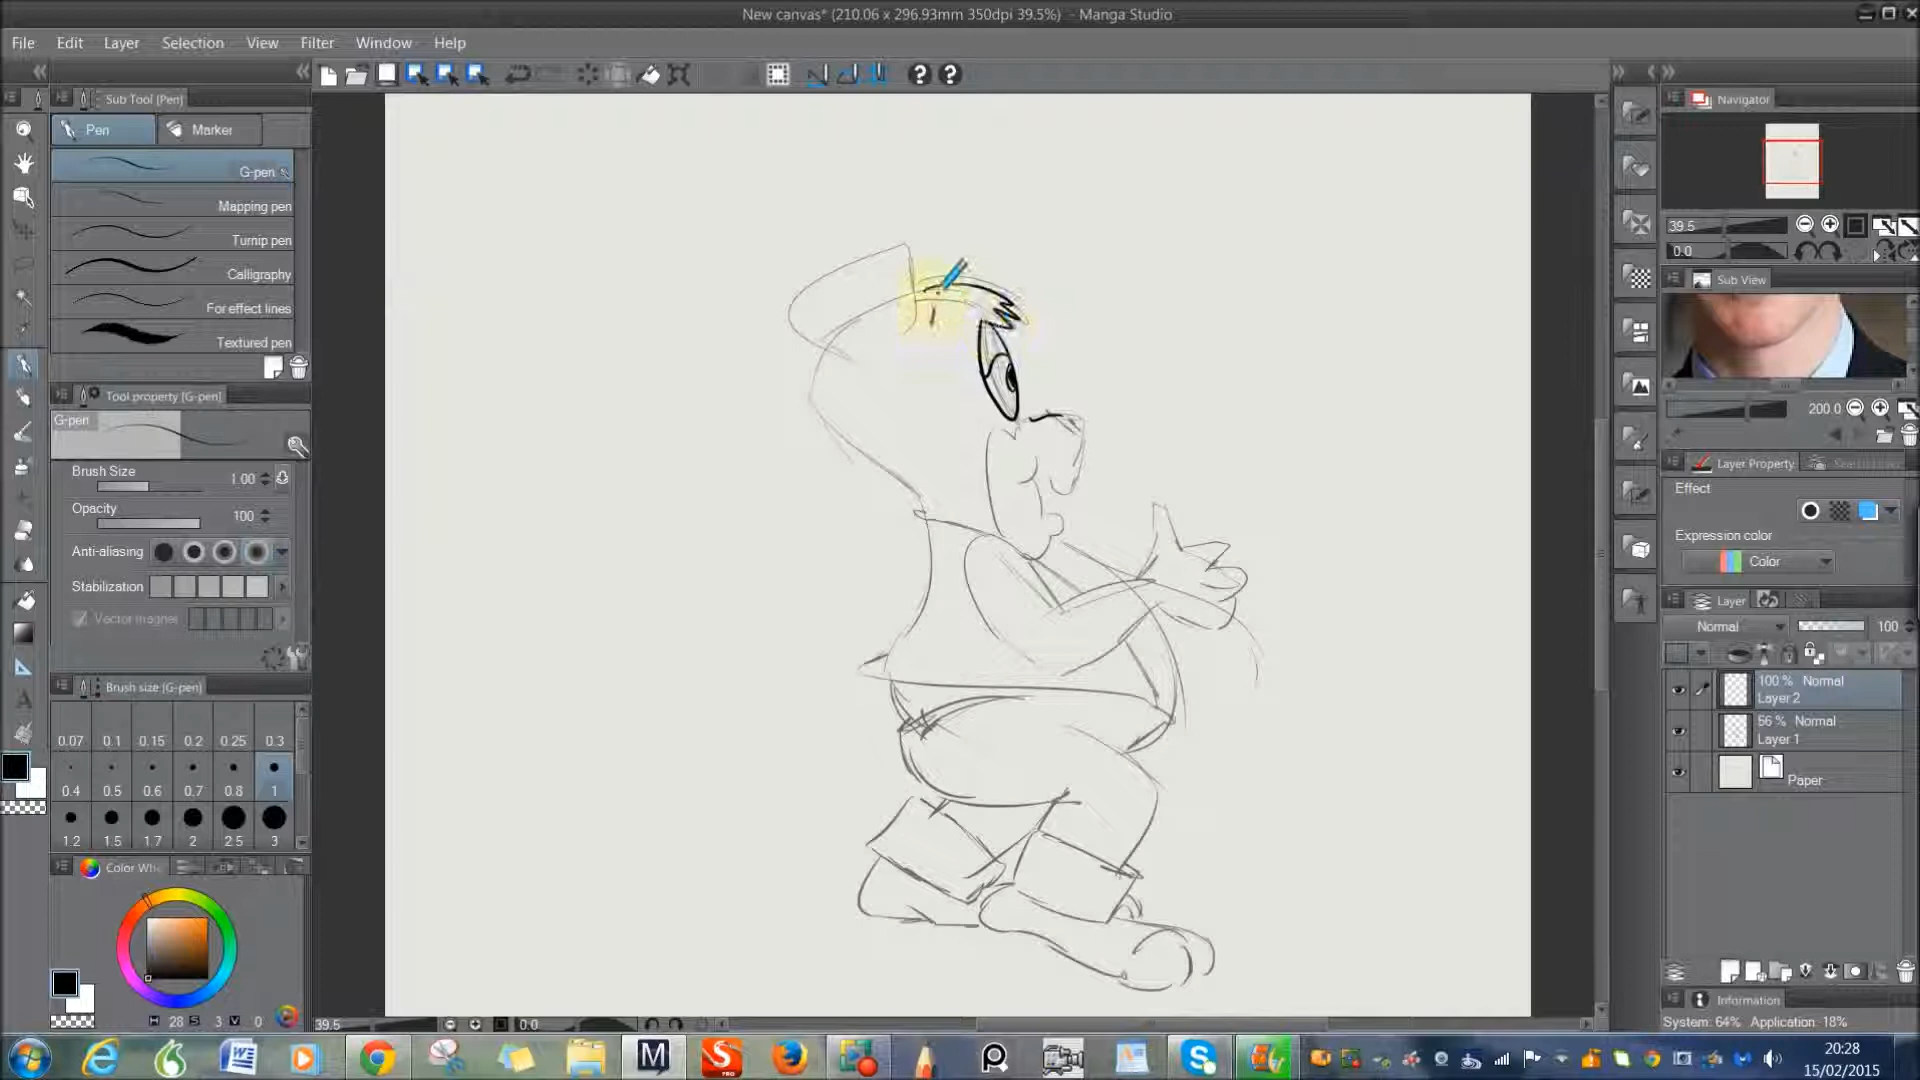 New canvas* (210.06 x 296.93mm 350dpi 39.5%) - Manga Studio
File Edit Layer Selection View Filter Window Help
Sub Tool [Pen]
Pen Marker
G-pen
Mapping pen
Turnip pen
Calligraphy
For effect lines
Textured pen
Tool property [G-pen]
G-pen
Brush Size 1.00
Opacity 100
Anti-aliasing
Stabilization
Vector magnet
Brush size [G-pen]
0.07 0.1 0.15 0.2 0.25 0.3
0.4 0.5 0.6 0.7 0.8 1
1.2 1.5 1.7 2 2.5 3
Color Whe
H 28 S 3 V 0
39.5 0.0
Navigator
39.5
0.0
Sub View
200.0
Layer Property
Effect
Expression color
Color
Layer
Normal 100
100 % Normal
Layer 2
56 % Normal
Layer 1
Paper
Information
System: 64% Application: 18%
20:28
15/02/2015